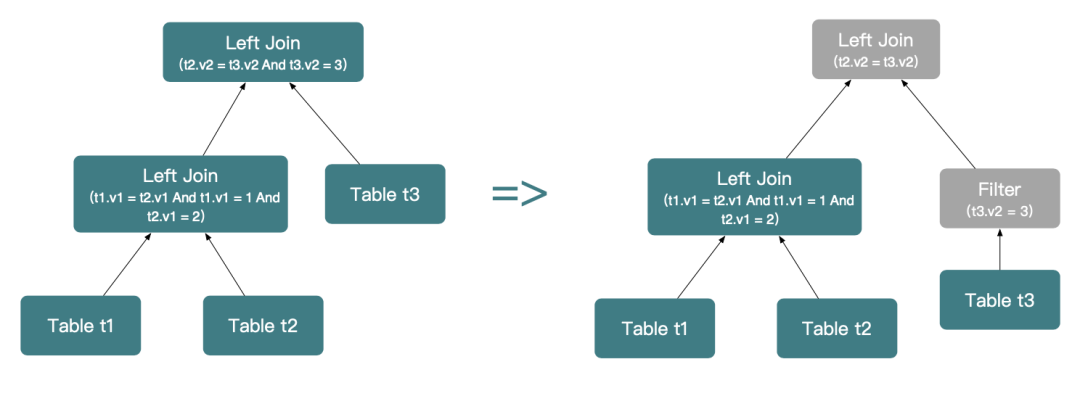 Left Join
(t2.v2 = t3.v2 And t3.v2 = 3)
Left Join
(t1.v1 = t2.v1 And t1.v1 = 1 And
t2.v1 = 2)
Table t3
Table t1
Table t2
=>
Left Join
(t2.v2 = t3.v2)
Left Join
(t1.v1 = t2.v1 And t1.v1 = 1 And
t2.v1 = 2)
Filter
(t3.v2 = 3)
Table t3
Table t1
Table t2